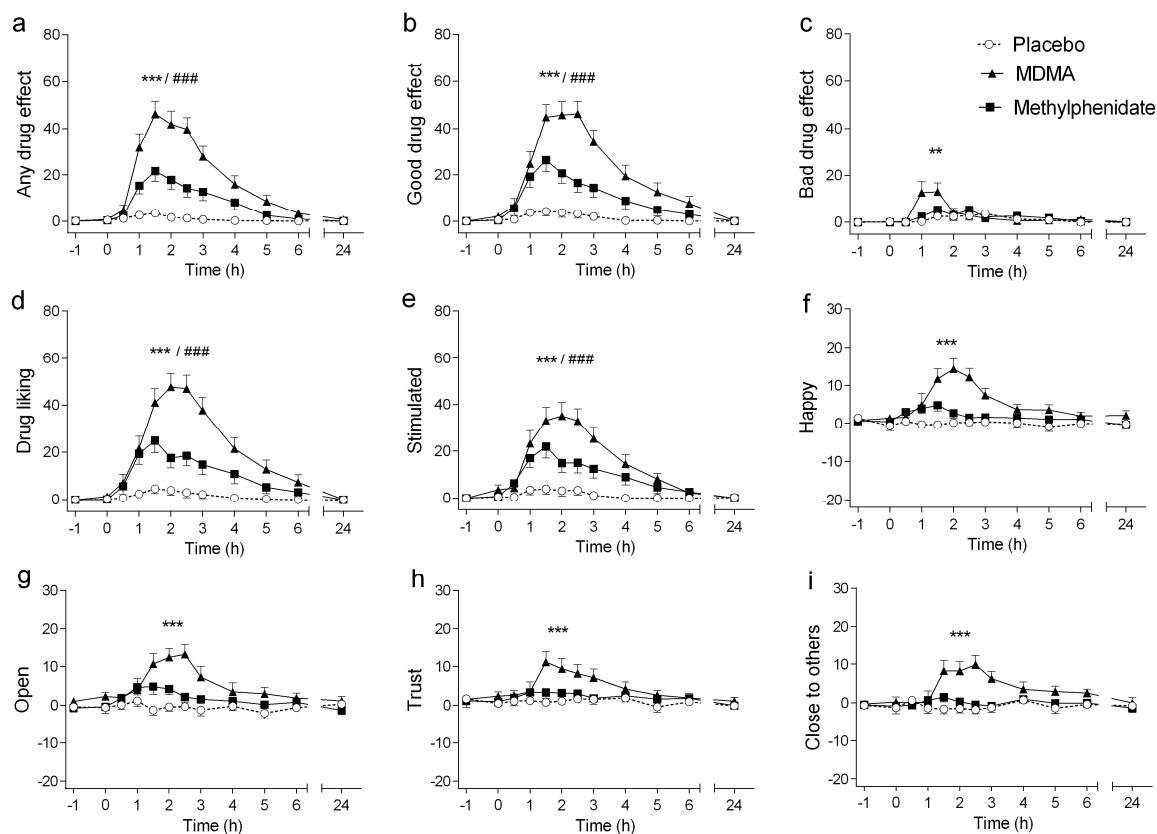 a
80
60
40
20
0
Any drug effect
*** / ###
-1 0 1 2 3 4 5 6 24
Time (h)
b
80
60
40
20
0
Good drug effect
*** / ###
-1 0 1 2 3 4 5 6 24
Time (h)
c
80
60
40
20
0
Bad drug effect
**
Placebo
MDMA
Methylphenidate
-1 0 1 2 3 4 5 6 24
Time (h)
d
80
60
40
20
0
Drug liking
*** / ###
-1 0 1 2 3 4 5 6 24
Time (h)
e
80
60
40
20
0
Stimulated
*** / ###
-1 0 1 2 3 4 5 6 24
Time (h)
f
30
20
10
0
-10
-20
Happy
***
-1 0 1 2 3 4 5 6 24
Time (h)
g
30
20
10
0
-10
-20
Open
***
-1 0 1 2 3 4 5 6 24
Time (h)
h
30
20
10
0
-10
-20
Trust
***
-1 0 1 2 3 4 5 6 24
Time (h)
i
30
20
10
0
-10
-20
Close to others
***
-1 0 1 2 3 4 5 6 24
Time (h)